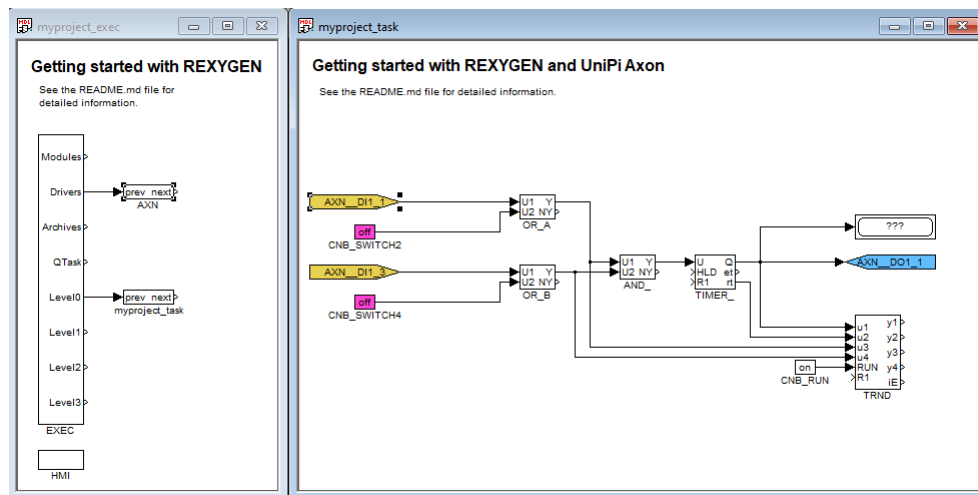 myproject_exec
Getting started with REXYGEN
See the README.md file for
detailed information.
Modules
Drivers
prev next
AXN
Archives
QTask
Level0
prev next
myproject_task
Level1
Level2
Level3
EXEC
HMI
myproject_task
Getting started with REXYGEN and UniPi Axon
See the README.md file for detailed information.
AXN__DI1_1
U1 Y
U2 NY
OR_A
off
CNB_SWITCH2
AXN__DI1_3
U1 Y
U2 NY
OR_B
off
CNB_SWITCH4
U1 Y
U2 NY
AND_
U Q
HLD et
R1 rt
TIMER_
???
AXN__DO1_1
on
CNB_RUN
u1 y1
u2 y2
u3 y3
u4 y4
RUN
R1 iE
TRND